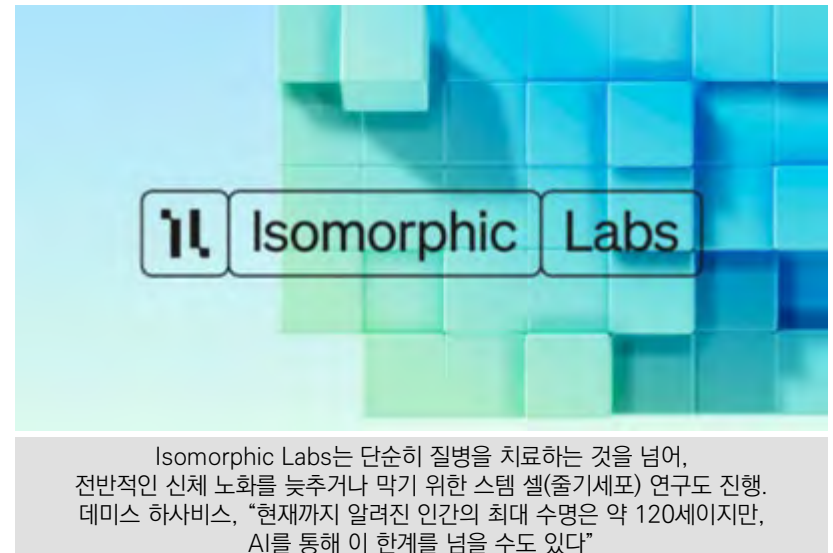 Isomorphic Labs
Isomorphic Labs는 단순히 질병을 치료하는 것을 넘어,
전반적인 신체 노화를 늦추거나 막기 위한 스템 셀(줄기세포) 연구도 진행.
데미스 하사비스, “현재까지 알려진 인간의 최대 수명은 약 120세이지만,
AI를 통해 이 한계를 넘을 수도 있다”